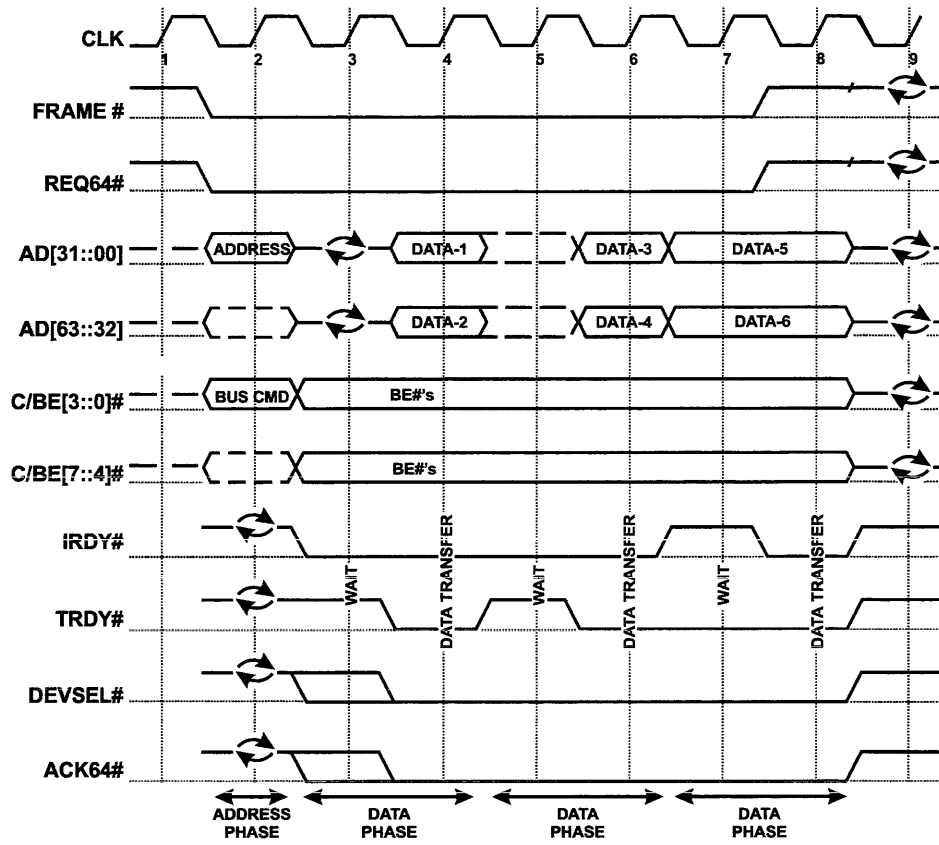 CLK
1 2 3 4 5 6 7 8 9
FRAME #
REQ64#
AD[31::00] ADDRESS DATA-1 DATA-3 DATA-5
AD[63::32] DATA-2 DATA-4 DATA-6
C/BE[3::0]# BUS CMD BE#'s
C/BE[7::4]# BE#'s
IRDY#
WAIT
DATA TRANSFER
WAIT
DATA TRANSFER
WAIT
DATA TRANSFER
TRDY#
DEVSEL#
ACK64#
ADDRESS PHASE
DATA PHASE
DATA PHASE
DATA PHASE